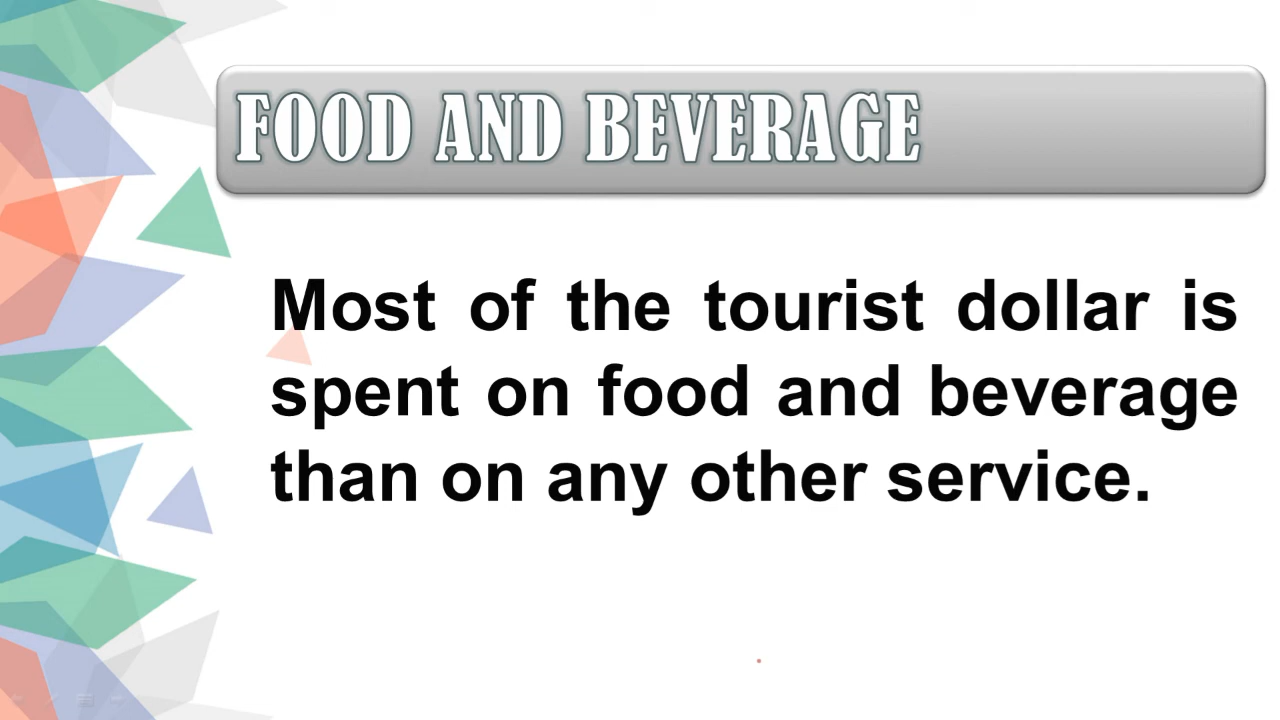 FOOD AND BEVERAGE
Most of the tourist dollar is
spent on food and beverage
than on any other service.